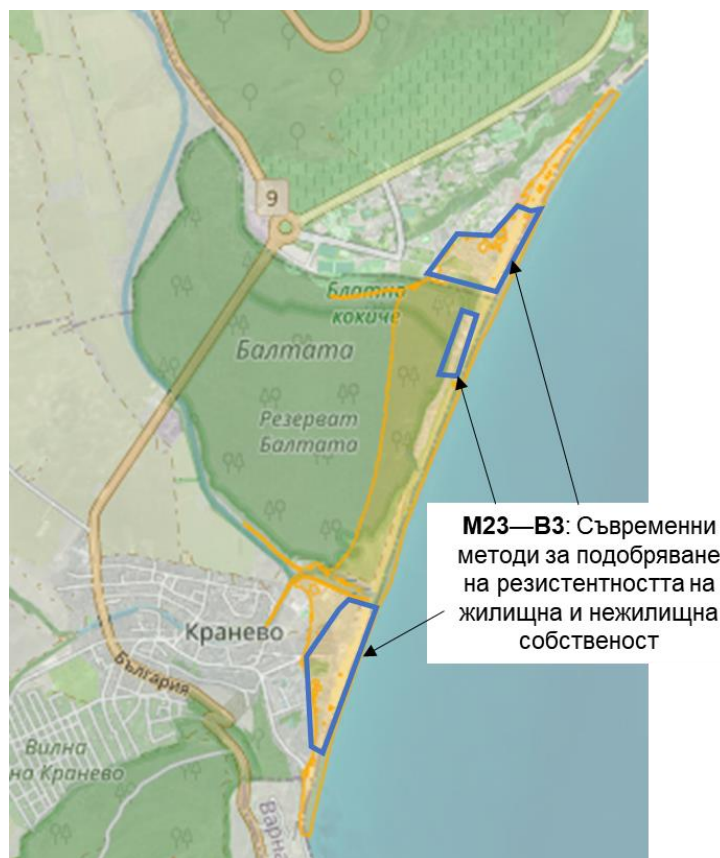 9
Блатно
кокиче
Балтата
Резерват
Балтата
М23—В3: Съвременни
методи за подобряване
на резистентността на
жилищна и нежилищна
собственост
Кранево
България
Вилна
на Кранево
Варна